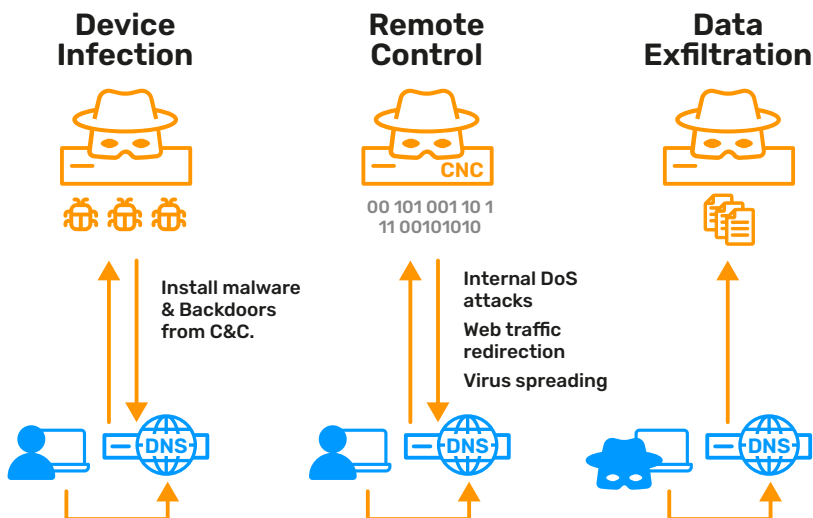 Device
Infection
Remote
Control
Data
Exfiltration
CNC
00 101 001 10 1
11 00101010
Install malware
& Backdoors
from C&C.
Internal DoS
attacks
Web traffic
redirection
Virus spreading
DNS
DNS
DNS